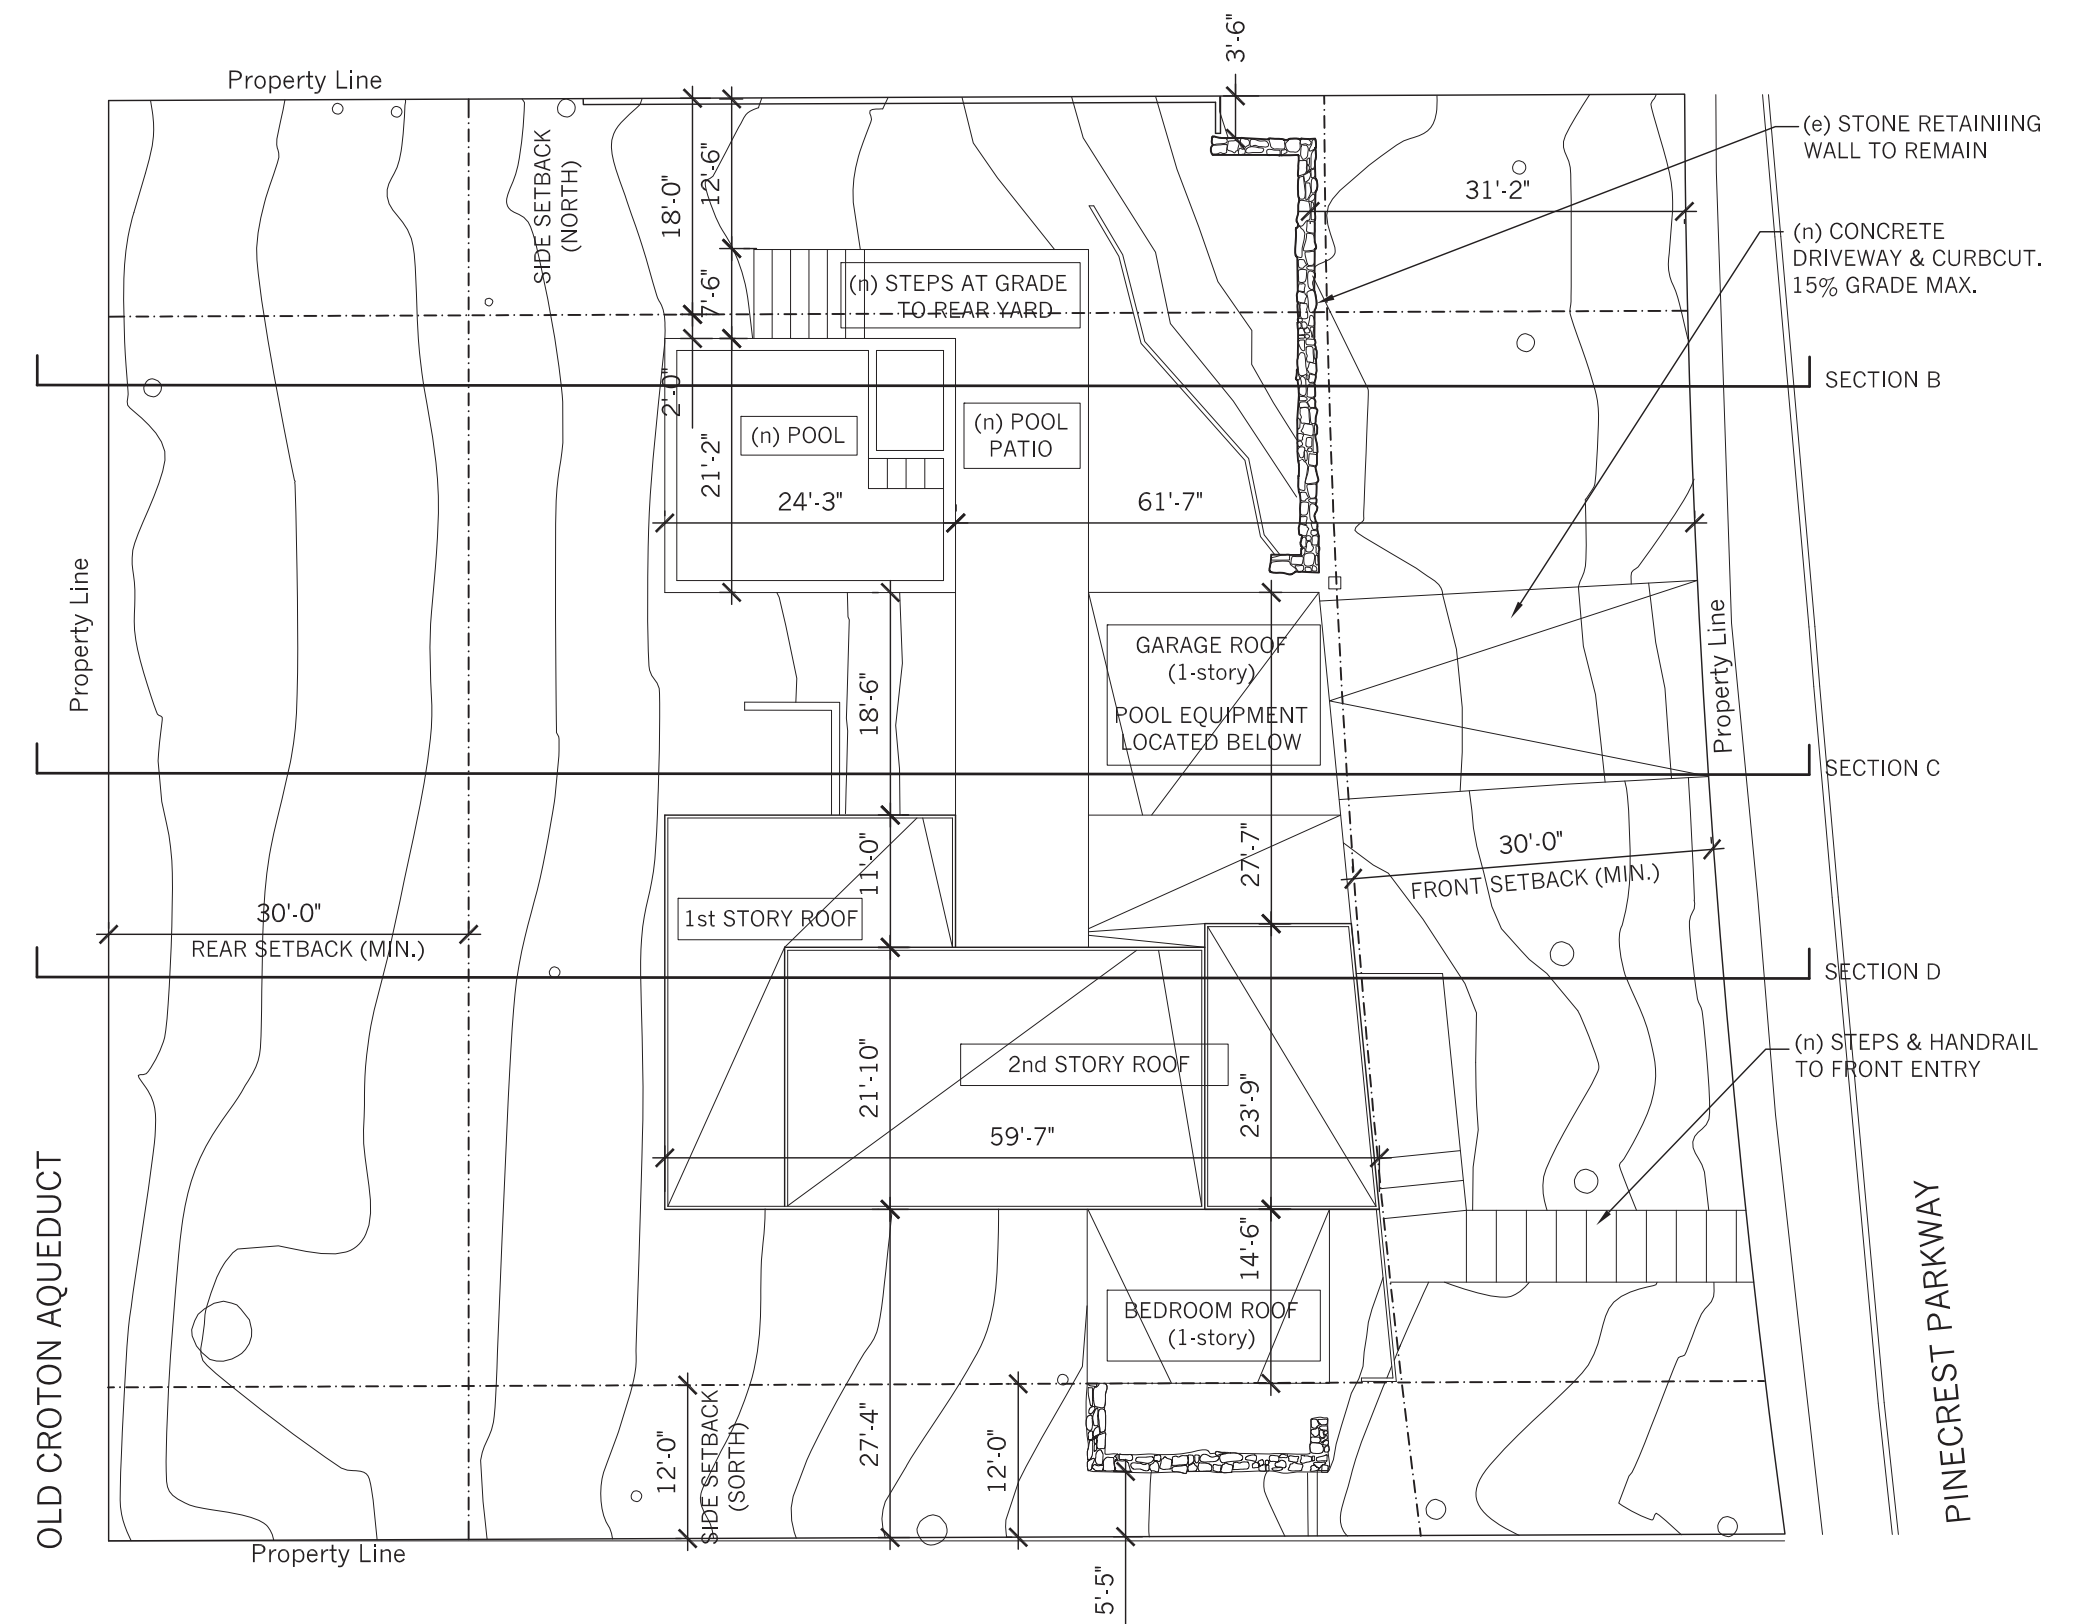 3'-6"
Property Line
(e) STONE RETAINIING
WALL TO REMAIN
SIDE SETBACK
(NORTH)
18'-0"
12'-6"
31'-2"
(n) CONCRETE
DRIVEWAY & CURBCUT.
15% GRADE MAX.
7'-6"
(n) STEPS AT GRADE
TO REAR YARD
2'-0"
SECTION B
(n) POOL
(n) POOL
PATIO
21'-2"
24'-3"
61'-7"
Property Line
GARAGE ROOF
(1-story)
POOL EQUIPMENT
LOCATED BELOW
Property Line
18'-6"
SECTION C
11'-0"
27'-7"
30'-0"
FRONT SETBACK (MIN.)
1st STORY ROOF
30'-0"
REAR SETBACK (MIN.)
SECTION D
(n) STEPS & HANDRAIL
TO FRONT ENTRY
21'-10"
2nd STORY ROOF
23'-9"
59'-7"
OLD CROTON AQUEDUCT
PINECREST PARKWAY
14'-6"
BEDROOM ROOF
(1-story)
12'-0"
SIDE SETBACK
(SORTH)
27'-4"
12'-0"
Property Line
5'-5"